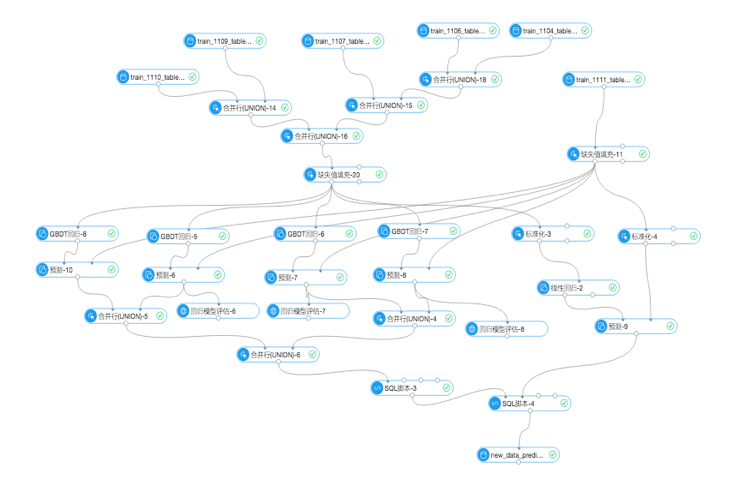 train_1106_table...
train_1104_table...
train_1109_table...
train_1107_table...
train_1110_table...
合并行(UNION)-18
train_1111_table...
合并行(UNION)-14
合并行(UNION)-15
合并行(UNION)-16
缺失值填充-11
缺失值填充-20
GBDT回归-8
GBDT回归-5
GBDT回归-6
GBDT回归-7
标准化-3
标准化-4
预测-10
预测-6
预测-7
预测-8
线性回归-2
合并行(UNION)-5
回归模型评估-6
回归模型评估-7
合并行(UNION)-4
回归模型评估-8
预测-9
合并行(UNION)-6
SQL脚本-3
SQL脚本-4
new_data_predi...